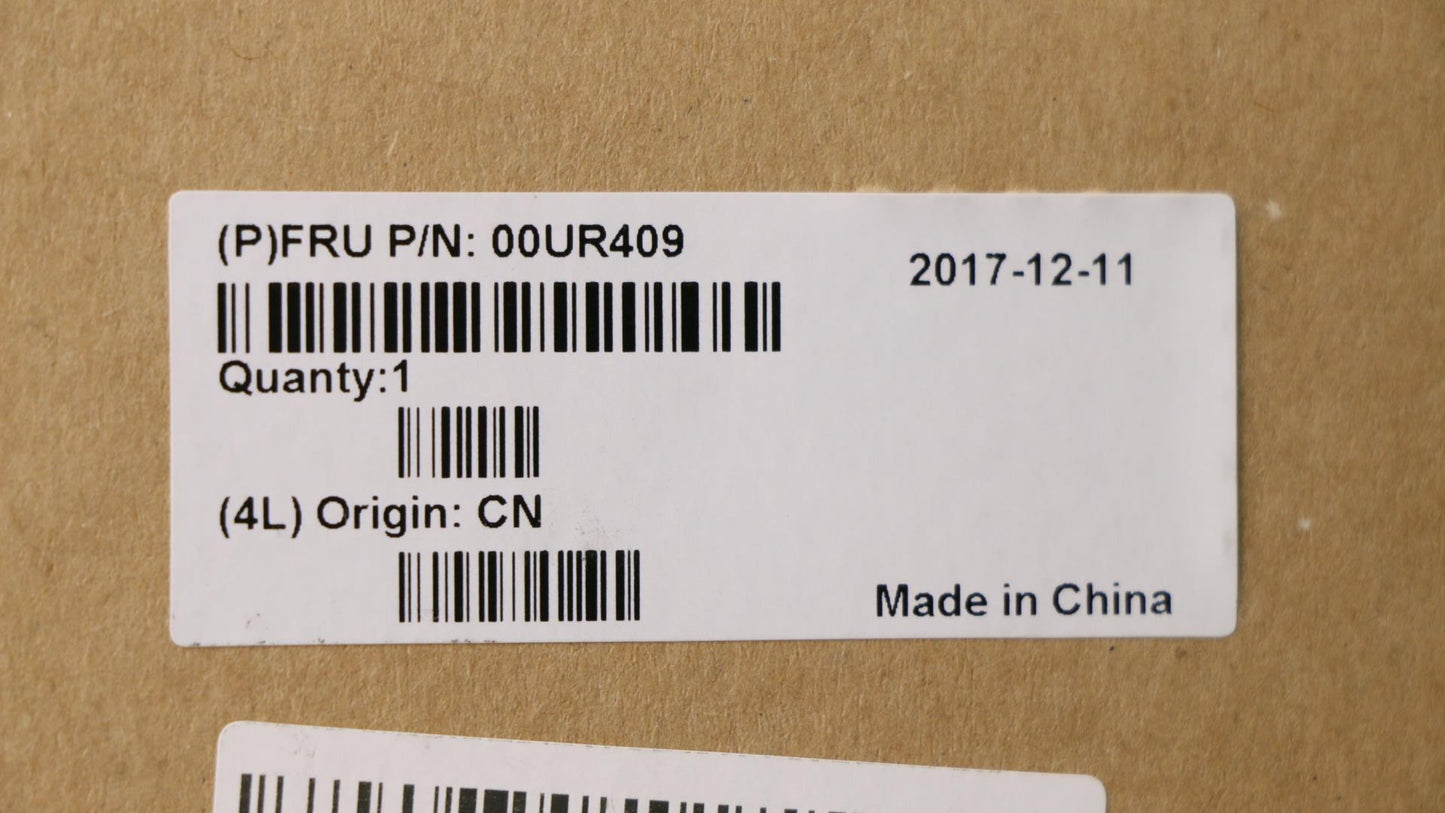 (P)FRU P/N: 00UR409
2017-12-11
Quanty:1
(4L) Origin: CN
Made in China